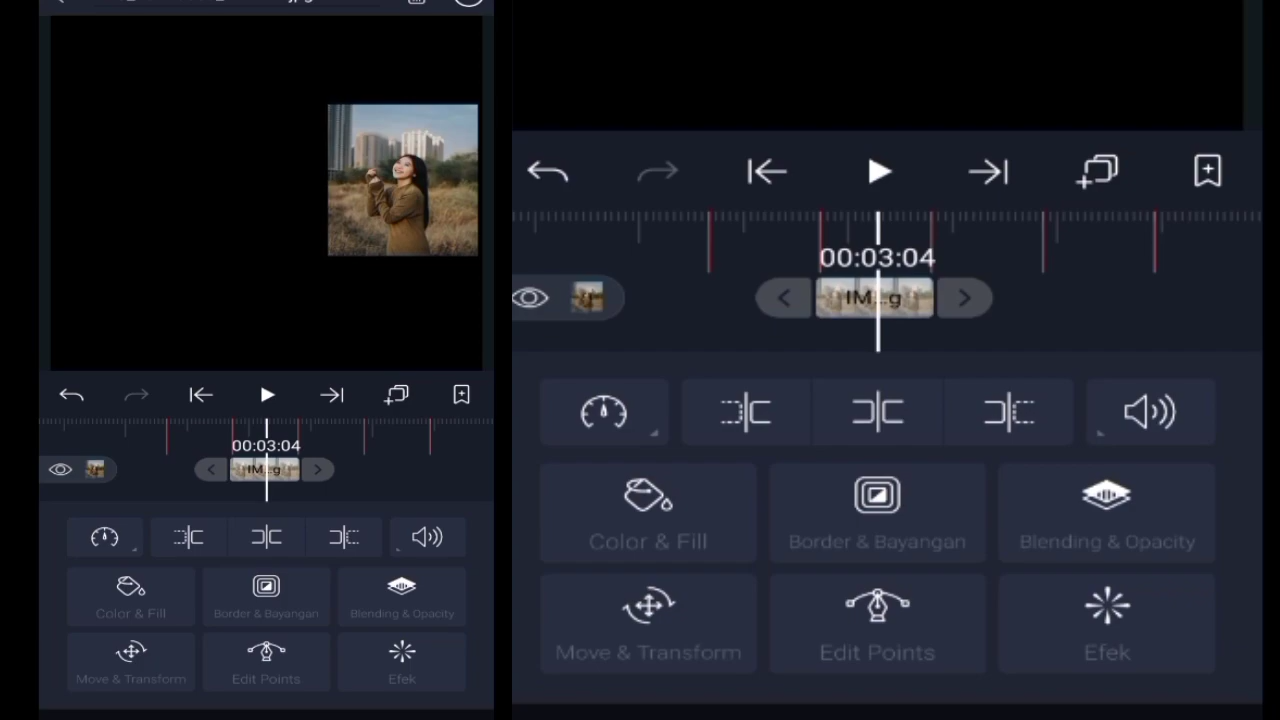 00:03:04
IM...g
Color & Fill
Border & Bayangan
Blending & Opacity
Move & Transform
Edit Points
Efek
00:03:04
IM...g
Color & Fill
Border & Bayangan
Blending & Opacity
Move & Transform
Edit Points
Efek